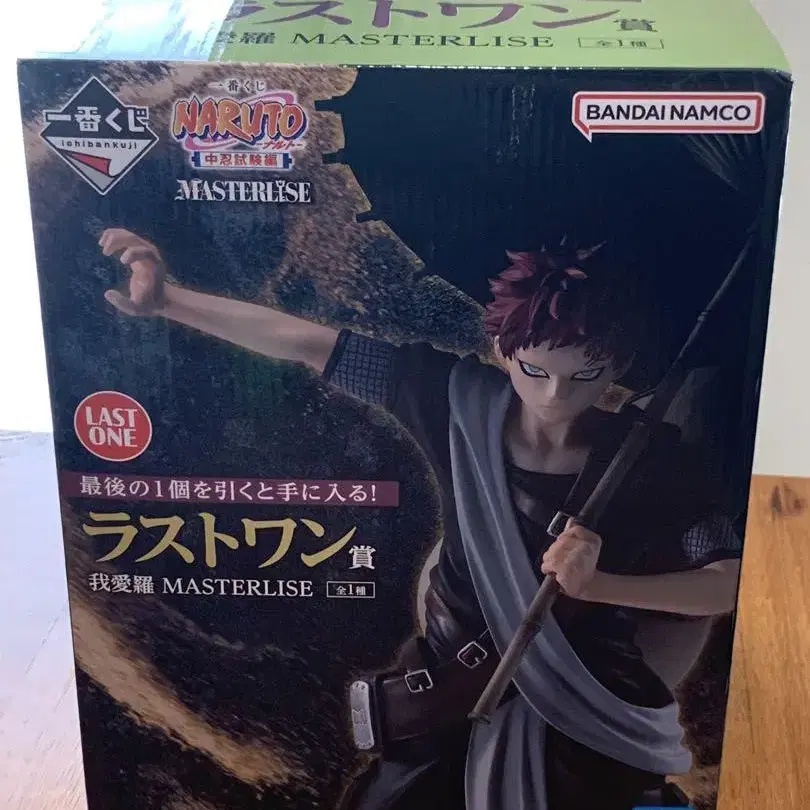 ラストワン賞
我愛羅 MASTERLISE 全1種
一番くじ
ichibankuji
一番くじ
NARUTO
ーナルトー
中忍試験編
MASTERLISE
BANDAI NAMCO
LAST
ONE
最後の1個を引くと手に入る!
ラストワン賞
我愛羅 MASTERLISE 全1種